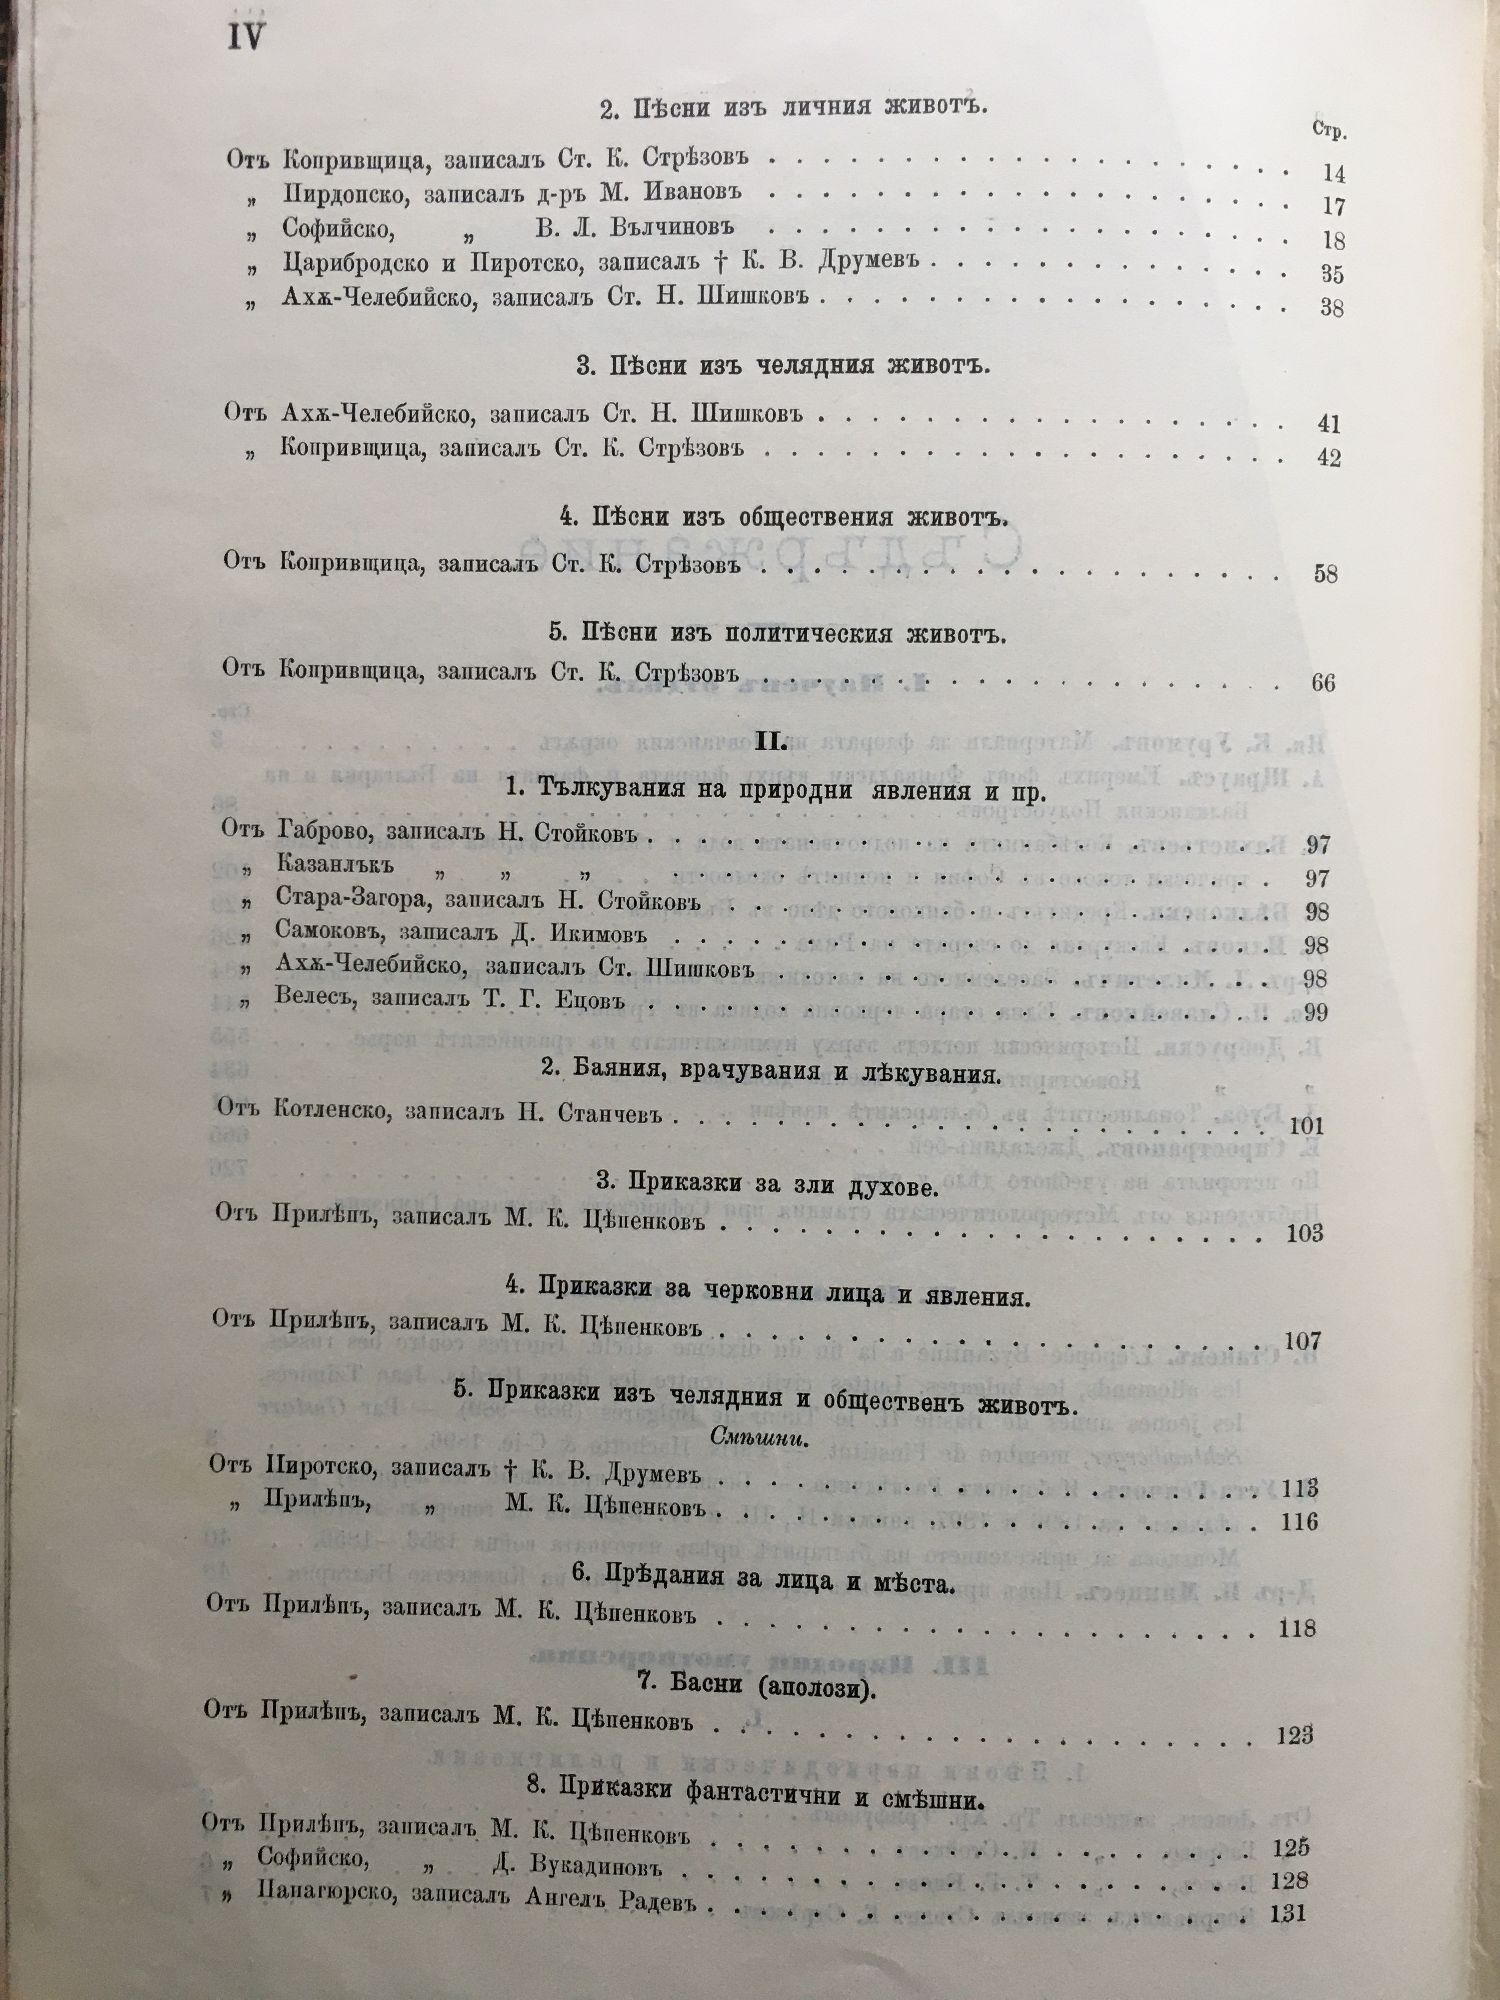 IV
2. Пѣсни изъ личния животъ.
Стр.
Отъ Копривщица, записалъ Ст. К. Стрѣзовъ . . . . . . . . . . . . . . . . . . . . 14
„ Пирдопско, записалъ д-ръ М. Ивановъ . . . . . . . . . . . . . . . . . . . . 17
„ Софийско, „ В. Л. Вълчиновъ . . . . . . . . . . . . . . . . . . . . 18
„ Царибродско и Пиротско, записалъ † К. В. Друмевъ . . . . . . . . . . . . . . 35
„ Ахѫ-Челебийско, записалъ Ст. Н. Шишковъ . . . . . . . . . . . . . . . . . . 38
3. Пѣсни изъ челядния животъ.
Отъ Ахѫ-Челебийско, записалъ Ст. Н. Шишковъ . . . . . . . . . . . . . . . . . . 41
„ Копривщица, записалъ Ст. К. Стрѣзовъ . . . . . . . . . . . . . . . . . . . . 42
4. Пѣсни изъ обществения животъ.
Отъ Копривщица, записалъ Ст. К. Стрѣзовъ . . . . . . . . . . . . . . . . . . . . 58
5. Пѣсни изъ политическия животъ.
Отъ Копривщица, записалъ Ст. К. Стрѣзовъ . . . . . . . . . . . . . . . . . . . . 66
II.
1. Тълкувания на природни явления и пр.
Отъ Габрово, записалъ Н. Стойковъ . . . . . . . . . . . . . . . . . . . . . . . . 97
„ Казанлъкъ „ „ „ . . . . . . . . . . . . . . . . . . . . . . . 97
„ Стара-Загора, записалъ Н. Стойковъ . . . . . . . . . . . . . . . . . . . . . 98
„ Самоковъ, записалъ Д. Икимовъ . . . . . . . . . . . . . . . . . . . . . . . 98
„ Ахѫ-Челебийско, записалъ Ст. Шишковъ . . . . . . . . . . . . . . . . . . . 98
„ Велесъ, записалъ Т. Г. Ецовъ . . . . . . . . . . . . . . . . . . . . . . . . 99
2. Баяния, врачувания и лѣкувания.
Отъ Котленско, записалъ Н. Станчевъ . . . . . . . . . . . . . . . . . . . . . . . 101
3. Приказки за зли духове.
Отъ Прилѣпъ, записалъ М. К. Цѣпенковъ . . . . . . . . . . . . . . . . . . . . . 103
4. Приказки за черковни лица и явления.
Отъ Прилѣпъ, записалъ М. К. Цѣпенковъ . . . . . . . . . . . . . . . . . . . . . 107
5. Приказки изъ челядния и общественъ животъ.
Смѣшни.
Отъ Пиротско, записалъ † К. В. Друмевъ . . . . . . . . . . . . . . . . . . . . . 113
„ Прилѣпъ, „ М. К. Цѣпенковъ . . . . . . . . . . . . . . . . . . . . . 116
6. Прѣдания за лица и мѣста.
Отъ Прилѣпъ, записалъ М. К. Цѣпенковъ . . . . . . . . . . . . . . . . . . . . . 118
7. Басни (аполози).
Отъ Прилѣпъ, записалъ М. К. Цѣпенковъ . . . . . . . . . . . . . . . . . . . . . 123
8. Приказки фантастични и смѣшни.
Отъ Прилѣпъ, записалъ М. К. Цѣпенковъ . . . . . . . . . . . . . . . . . . . . . 125
„ Софийско, „ Д. Вукадиновъ . . . . . . . . . . . . . . . . . . . . . . 128
„ Панагюрско, записалъ Ангелъ Радевъ . . . . . . . . . . . . . . . . . . . . . 131